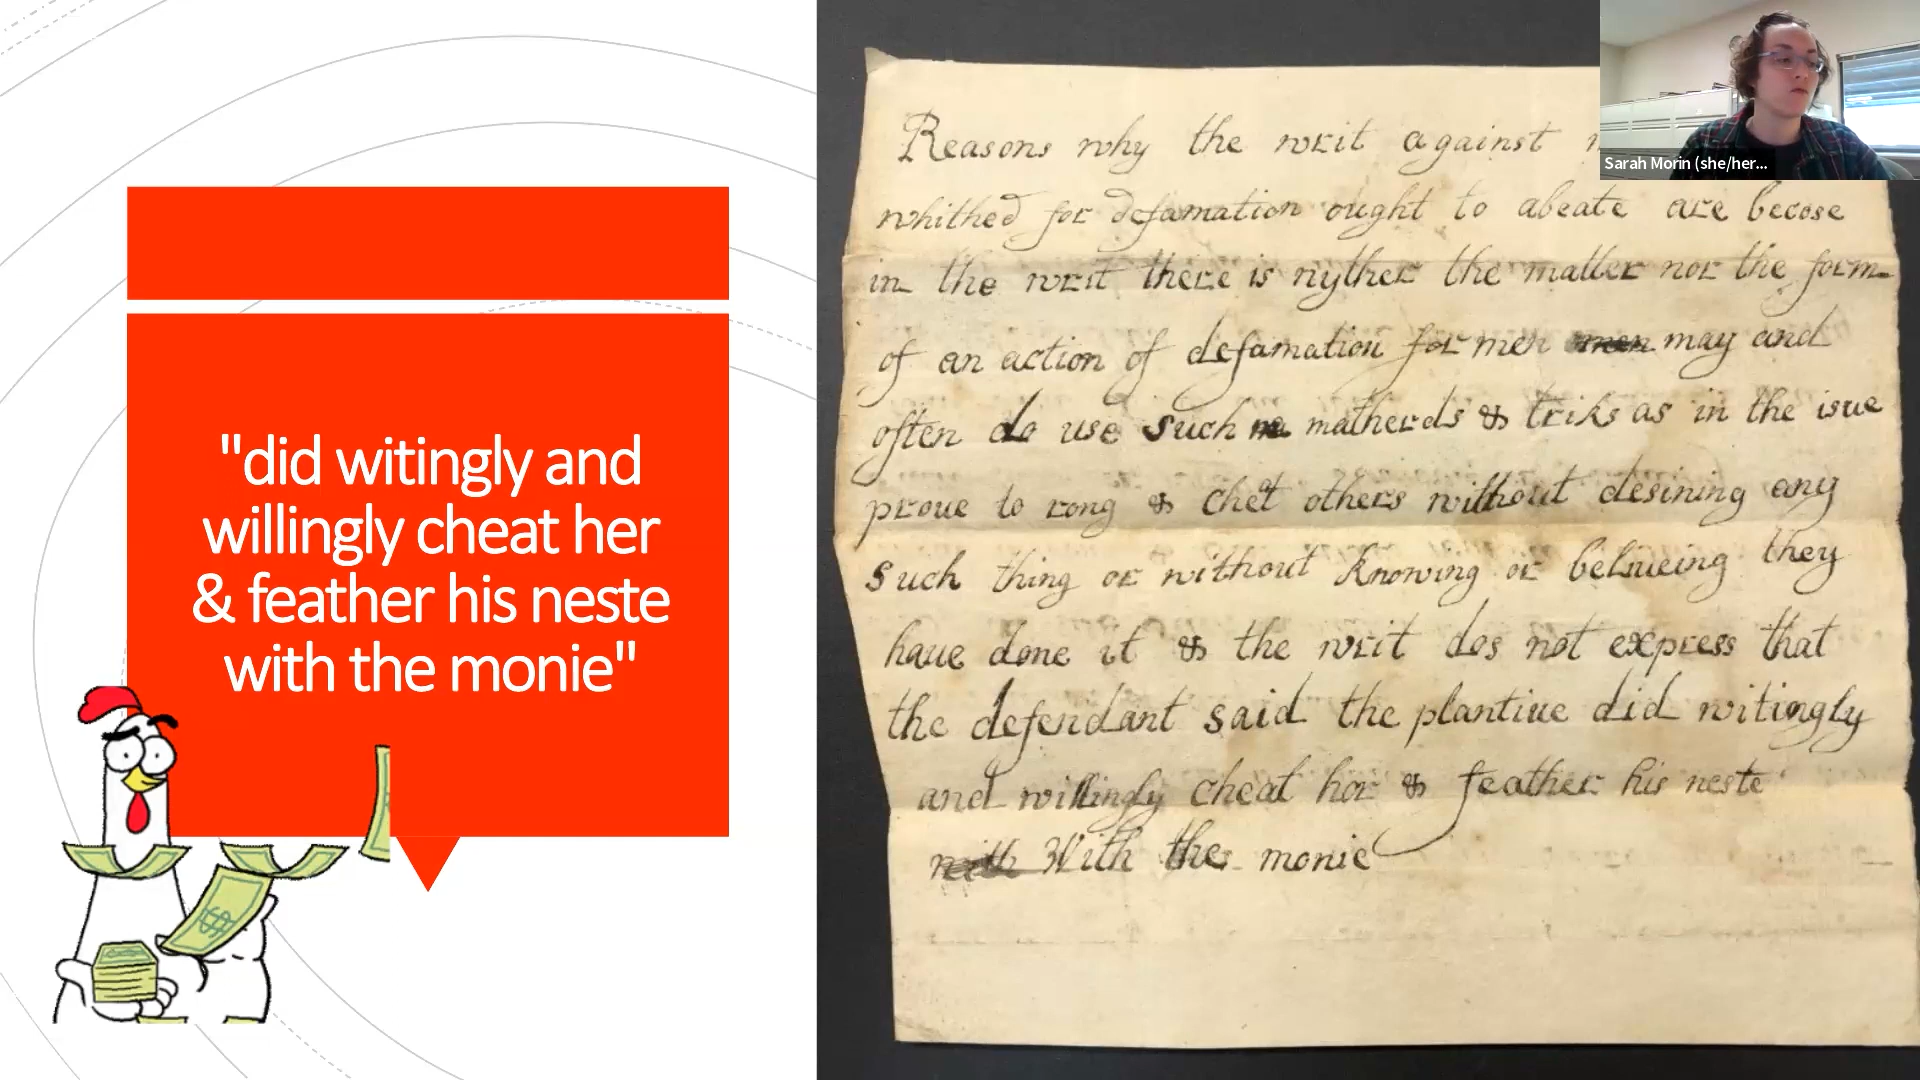 "did witingly and
willingly cheat her
& feather his neste
with the monie"
Reasons why the writ against
whithed for defamation ought to abeate are becose
in the writ there is nyther the matter nor the form
of an action of defamation for men men may and
often do use such matherds & triks as in the isue
proue to rong & chet others without desining any
such thing or without knowing or beliueing they
haue done it & the writ dos not express that
the defendant said the plantiue did witingly
and willingly cheat hor & feather his neste
with With the monie
Sarah Morin (she/her...